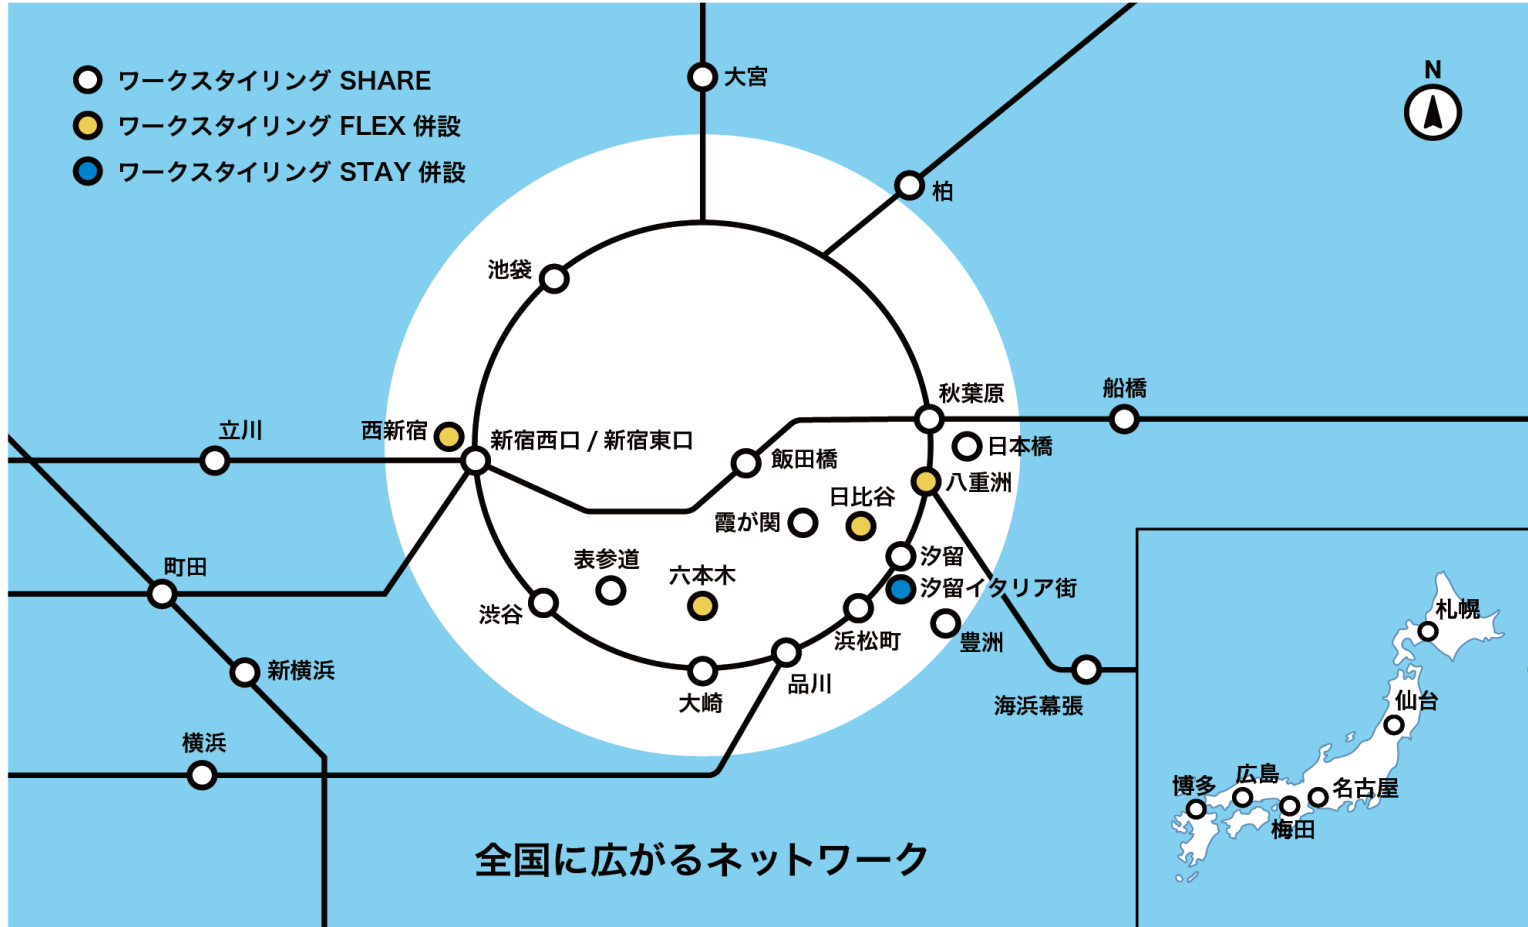 ワークスタイリング SHARE
ワークスタイリング FLEX 併設
ワークスタイリング STAY 併設
大宮
N
柏
池袋
秋葉原
船橋
立川
西新宿
新宿西口 / 新宿東口
飯田橋
日本橋
八重洲
日比谷
霞が関
表参道
六本木
汐留
汐留イタリア街
町田
渋谷
浜松町
豊洲
新横浜
大崎
品川
海浜幕張
横浜
札幌
仙台
博多
広島
名古屋
梅田
全国に広がるネットワーク